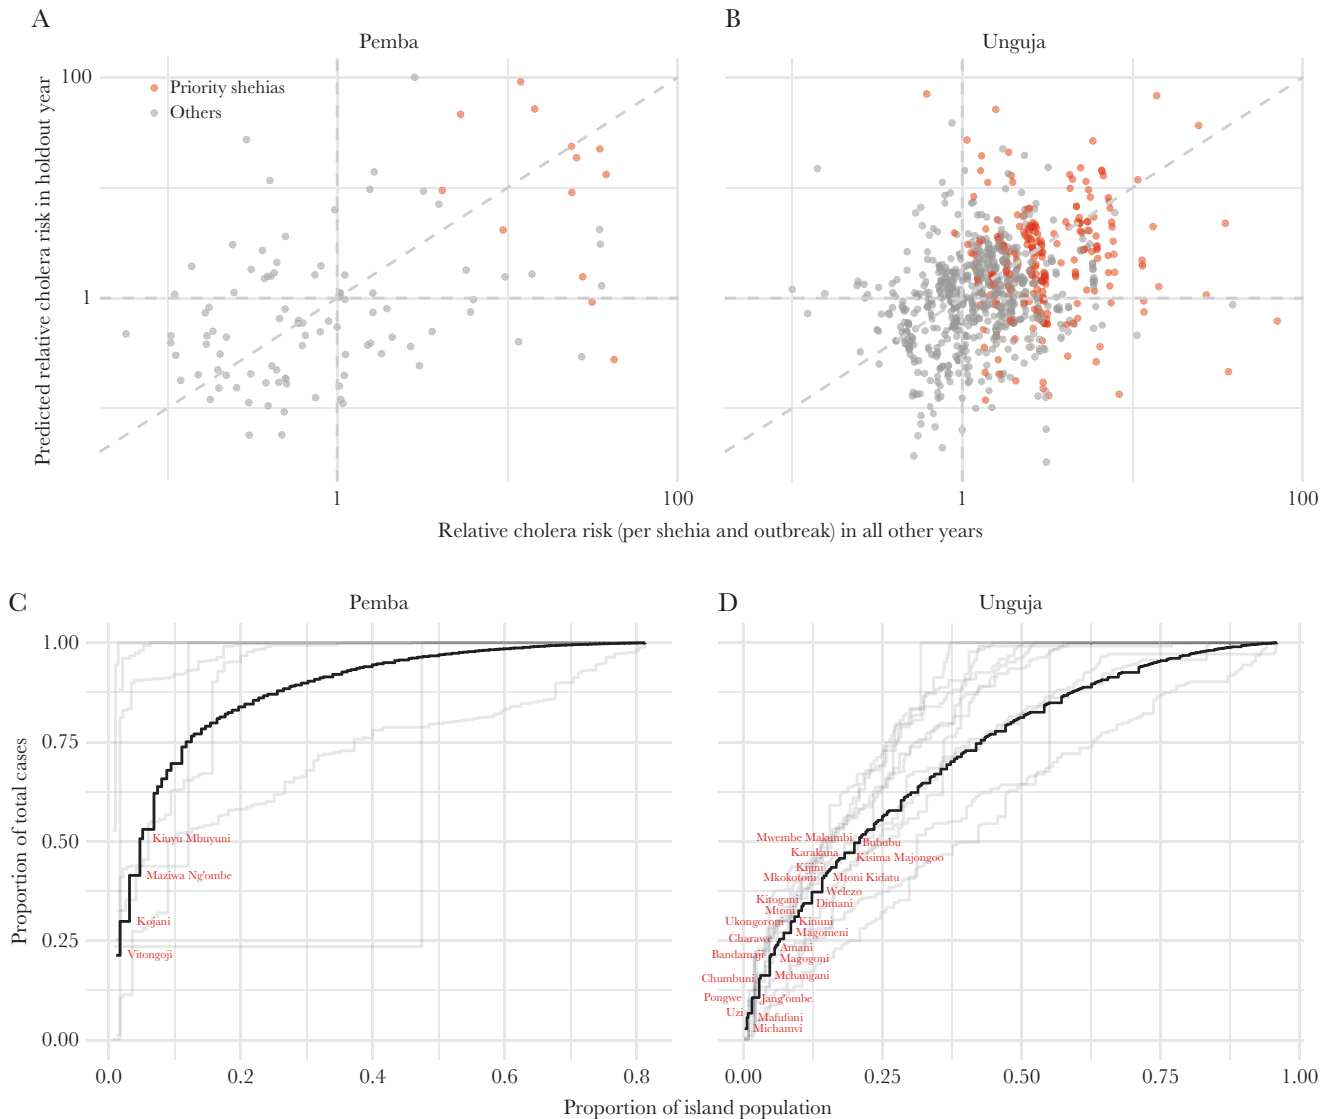 A
B
Pemba
Unguja
Predicted relative cholera risk in holdout year
100
1
Priority shehias
Others
1
100
1
100
Relative cholera risk (per shehia and outbreak) in all other years
C
D
Pemba
Unguja
Proportion of total cases
1.00
0.75
0.50
0.25
0.00
Kiuyu Mbuyuni
Maziwa Ng'ombe
Kojani
Vitongoji
Mwembe Makumbi
Bububu
Karakana
Kisima Majongoo
Kijini
Mkokotoni
Mtoni Kidatu
Welezo
Kitogani
Dimani
Mtoni
Ukongoroni
Kinuni
Magomeni
Charawe
Amani
Bandamaji
Magogoni
Chumbuni
Mchangani
Pongwe
Jang'ombe
Uzi
Mafufuni
Michamvi
0.0
0.2
0.4
0.6
0.8
0.00
0.25
0.50
0.75
1.00
Proportion of island population